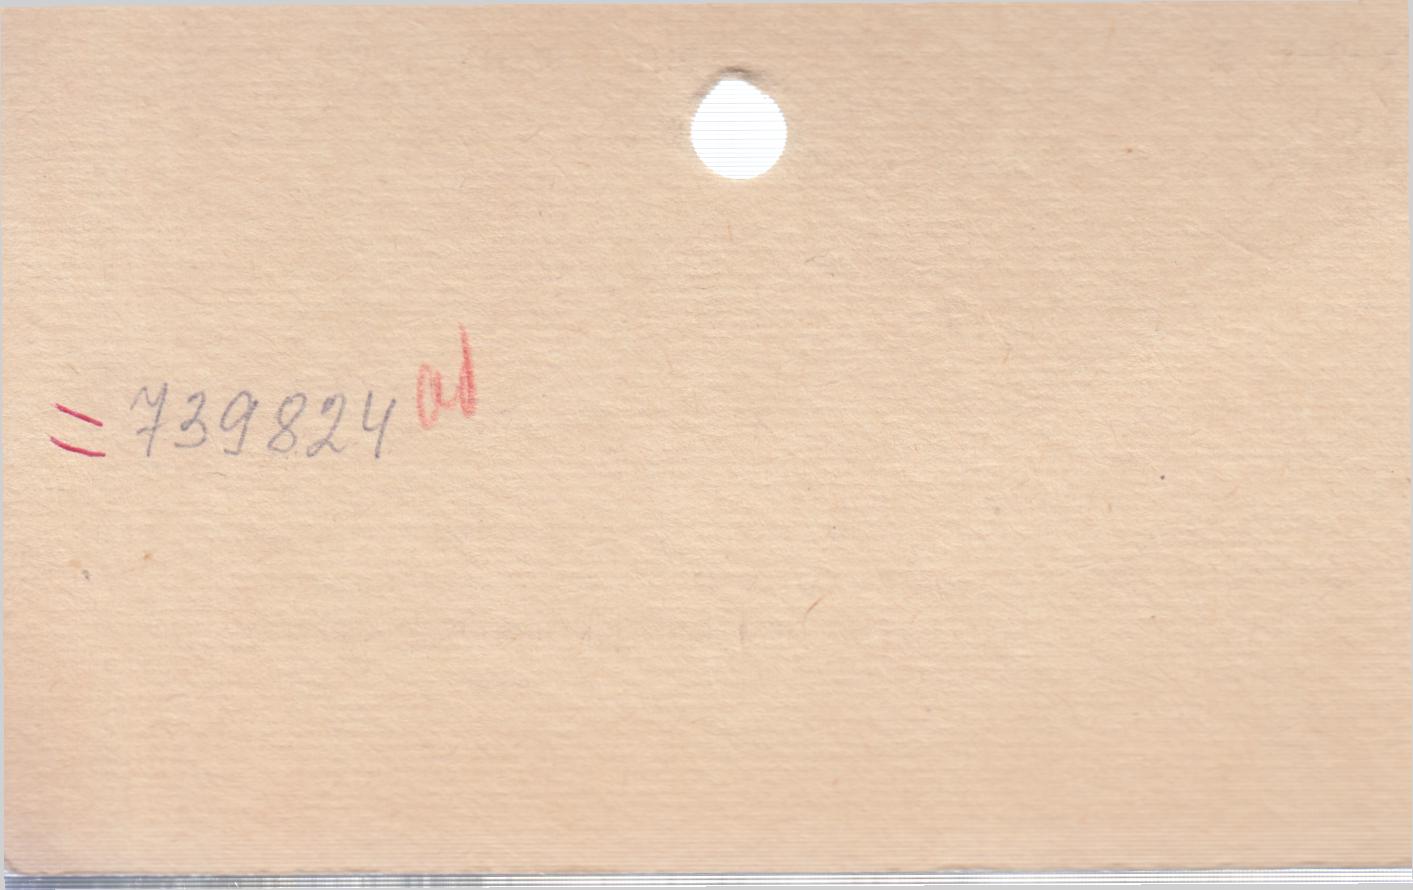 = 739824 ad